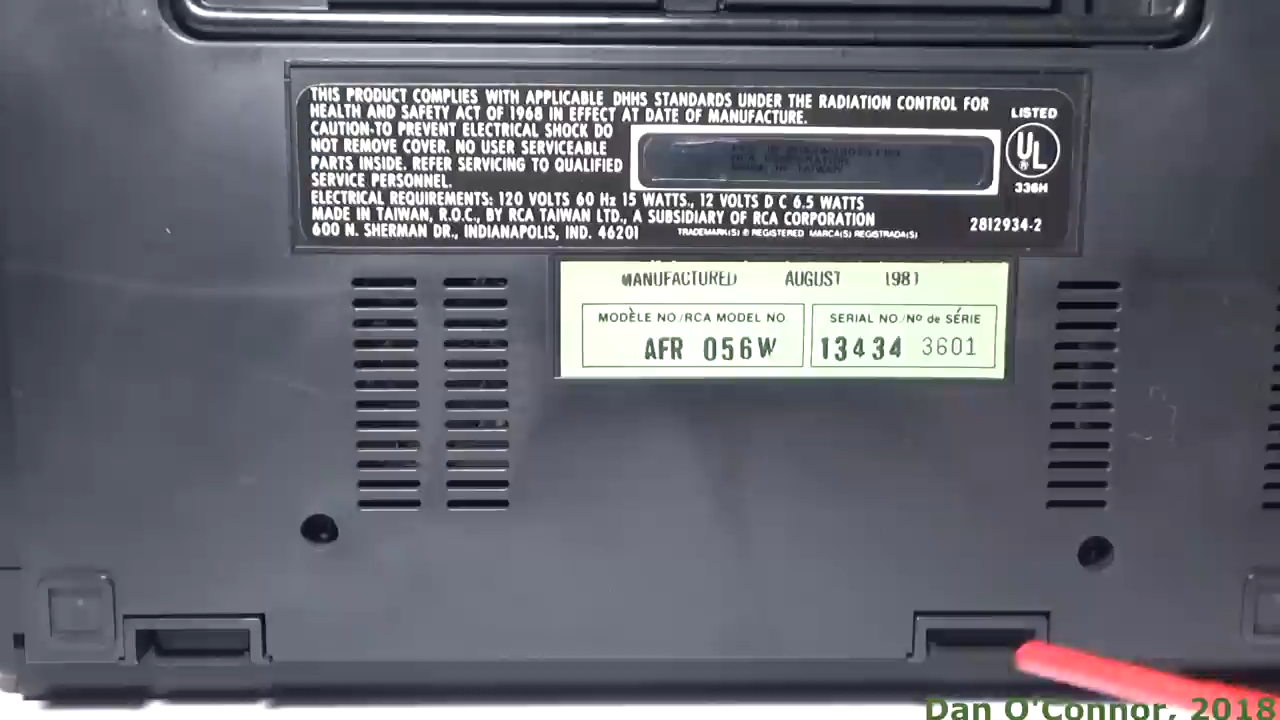 THIS PRODUCT COMPLIES WITH APPLICABLE DHHS STANDARDS UNDER THE RADIATION CONTROL FOR
HEALTH AND SAFETY ACT OF 1968 IN EFFECT AT DATE OF MANUFACTURE.
CAUTION-TO PREVENT ELECTRICAL SHOCK DO
NOT REMOVE COVER. NO USER SERVICEABLE
PARTS INSIDE. REFER SERVICING TO QUALIFIED
SERVICE PERSONNEL.
RCA CORPORATION
MADE IN TAIWAN
LISTED
UL
®
336H
ELECTRICAL REQUIREMENTS: 120 VOLTS 60 Hz 15 WATTS., 12 VOLTS D C 6.5 WATTS
MADE IN TAIWAN, R.O.C., BY RCA TAIWAN LTD., A SUBSIDIARY OF RCA CORPORATION
600 N. SHERMAN DR., INDIANAPOLIS, IND. 46201 TRADEMARK(S) ® REGISTERED MARCA(S) REGISTRADA(S)
2812934-2
MANUFACTURED AUGUST 1981
MODÈLE NO/RCA MODEL NO
AFR 056W
SERIAL NO./Nº de SÉRIE
13434 3601
Dan O'Connor, 2018